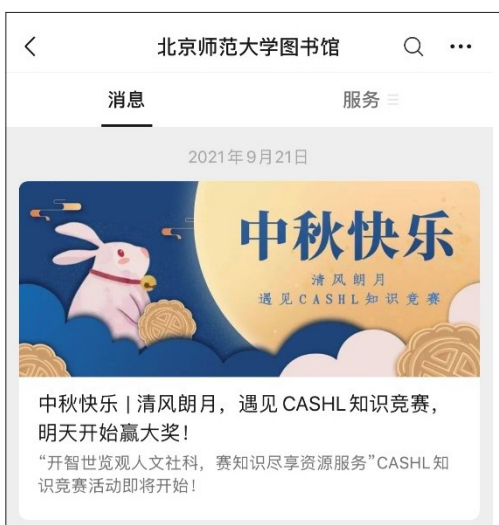 北京师范大学图书馆
消息 服务
2021年9月21日
中秋快乐
清风朗月
遇见CASHL知识竞赛
中秋快乐 | 清风朗月，遇见 CASHL 知识竞赛，
明天开始赢大奖！
“开智世览观人文社科，赛知识尽享资源服务”CASHL 知
识竞赛活动即将开始！